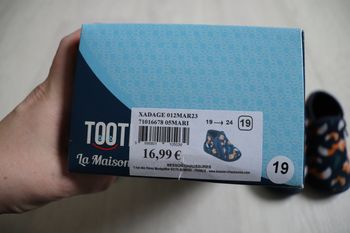 XADAGE 012MAR23
71016678 05MARI
19 → 24 19
16,99 €
TOOT
La Maison
19